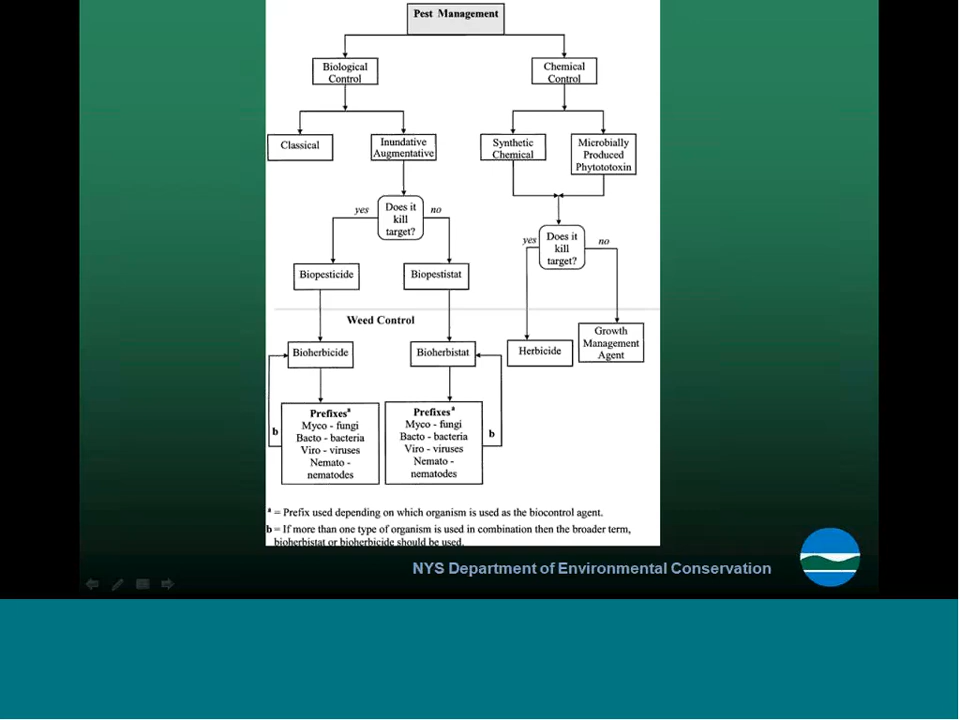 Pest Management
Biological
Control
Chemical
Control
Classical
Inundative
Augmentative
Synthetic
Chemical
Microbially
Produced
Phytototoxin
yes
Does it
kill
target?
no
yes
Does it
kill
target?
no
Biopesticide
Biopestistat
Weed Control
Bioherbicide
Bioherbistat
Herbicide
Growth
Management
Agent
Prefixesª
Myco - fungi
Bacto - bacteria
Viro - viruses
Nemato -
nematodes
b
Prefixesª
Myco - fungi
Bacto - bacteria
Viro - viruses
Nemato -
nematodes
b
ª = Prefix used depending on which organism is used as the biocontrol agent.
b = If more than one type of organism is used in combination then the broader term,
bioherbistat or bioherbicide should be used.
NYS Department of Environmental Conservation